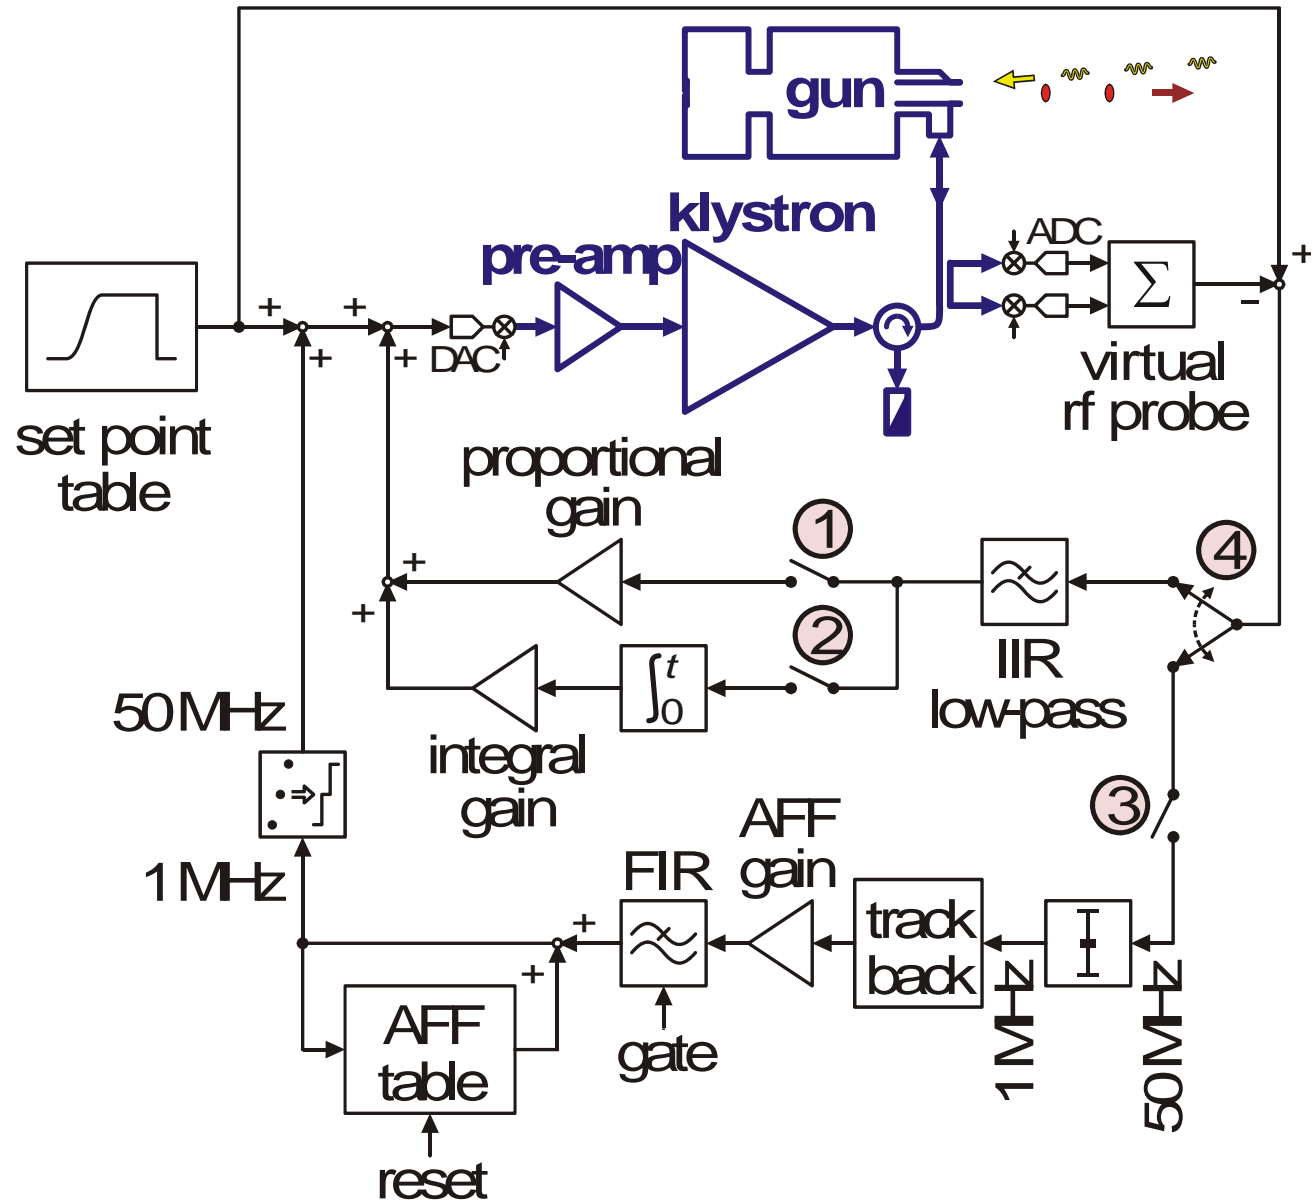 gun
klystron
pre-amp
ADC
+
Σ
−
+
+
+
+
DAC
virtual
rf probe
set point
table
proportional
gain
1
4
+
2
+
∫ t 0
IIR
low-pass
50 MHz
integral
gain
3
AFF
gain
FIR
1 MHz
track
back
+
+
1 MHz
50 MHz
AFF
table
gate
reset